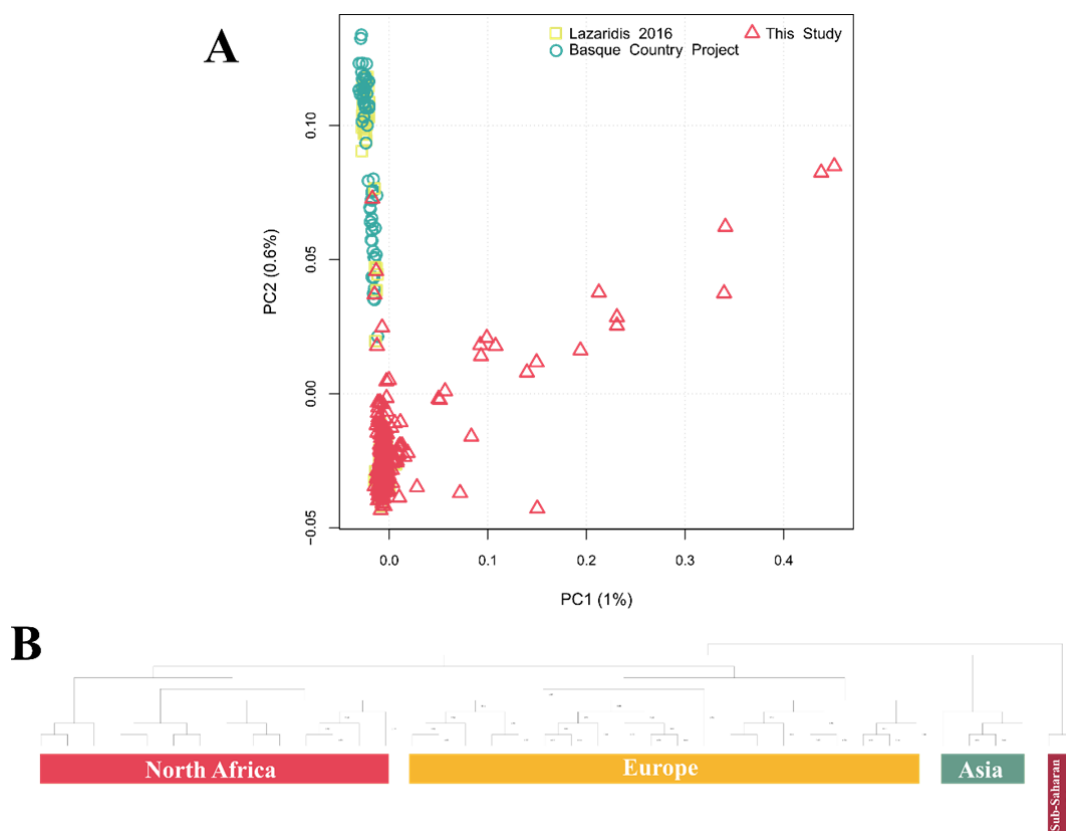 A
Lazaridis 2016
This Study
Basque Country Project
0.10
0.05
0.00
−0.05
PC2 (0.6%)
0.0
0.1
0.2
0.3
0.4
PC1 (1%)
B
North Africa
Europe
Asia
Sub-Saharan